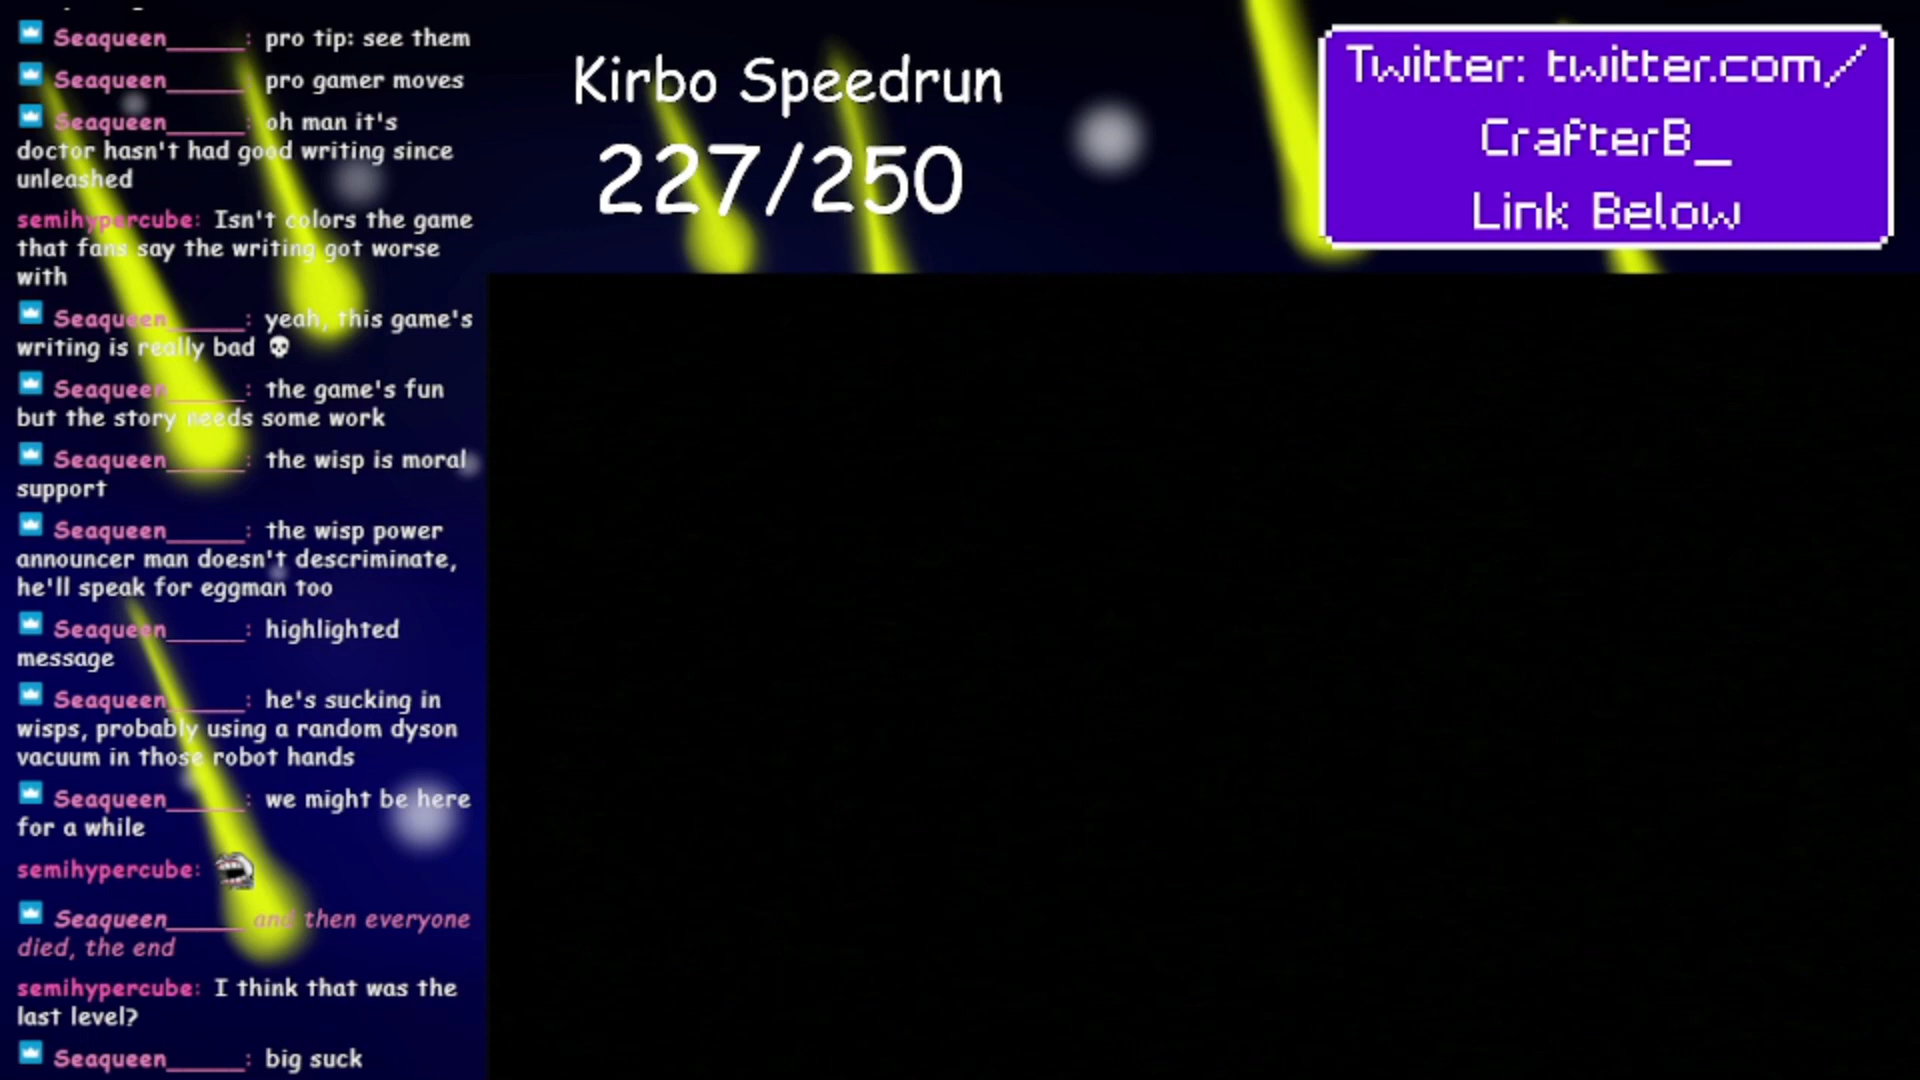 Seaqueen______: pro tip: see them
Seaqueen______: pro gamer moves
Seaqueen______: oh man it's
doctor hasn't had good writing since
unleashed
semihypercube: Isn't colors the game
that fans say the writing got worse
with
Seaqueen______: yeah, this game's
writing is really bad 💀
Seaqueen______: the game's fun
but the story needs some work
Seaqueen______: the wisp is moral
support
Seaqueen______: the wisp power
announcer man doesn't descriminate,
he'll speak for eggman too
Seaqueen______: highlighted
message
Seaqueen______: he's sucking in
wisps, probably using a random dyson
vacuum in those robot hands
Seaqueen______: we might be here
for a while
semihypercube:
Seaqueen______ and then everyone
died, the end
semihypercube: I think that was the
last level?
Seaqueen______: big suck
Kirbo Speedrun
227/250
Twitter: twitter.com/
CrafterB_
Link Below